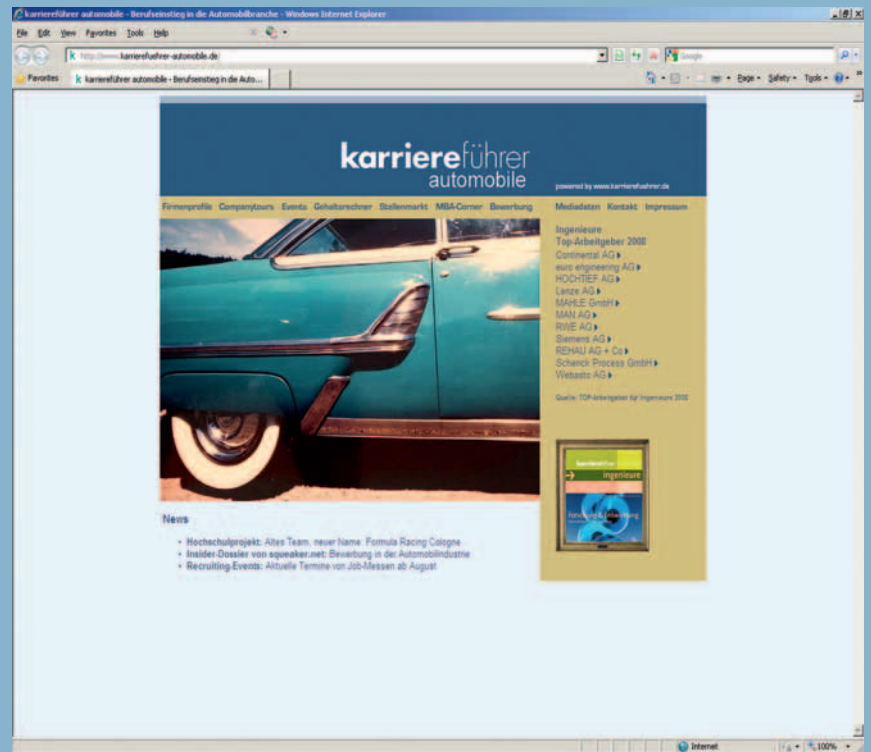 karriereführer automobile - Berufseinstieg in die Automobilbranche - Windows Internet Explorer
File Edit View Favorites Tools Help
http://www.karrierefuehrer-automobile.de
Google
Favorites karriereführer automobile - Berufseinstieg in die Auto... Page Safety Tools
karriereführer
automobile
powered by www.karrierefuehrer.de
Firmenprofile Companytours Events Gehaltsrechner Stellenmarkt MBA-Corner Bewerbung Mediadaten Kontakt Impressum
Ingenieure
Top-Arbeitgeber 2008
Continental AG
euro engineering AG
HOCHTIEF AG
Lenze AG
MAHLE GmbH
MAN AG
RWE AG
Siemens AG
REHAU AG + Co
Schenck Process GmbH
Webasto AG
Quelle: TOP-Arbeitgeber für Ingenieure 2008
karriereführer
ingenieure
Forschung & Entwicklung
News
Hochschulprojekt: Altes Team, neuer Name: Formula Racing Cologne
Insider-Dossier von squeaker.net: Bewerbung in der Automobilindustrie
Recruiting-Events: Aktuelle Termine von Job-Messen ab August
Internet 100%